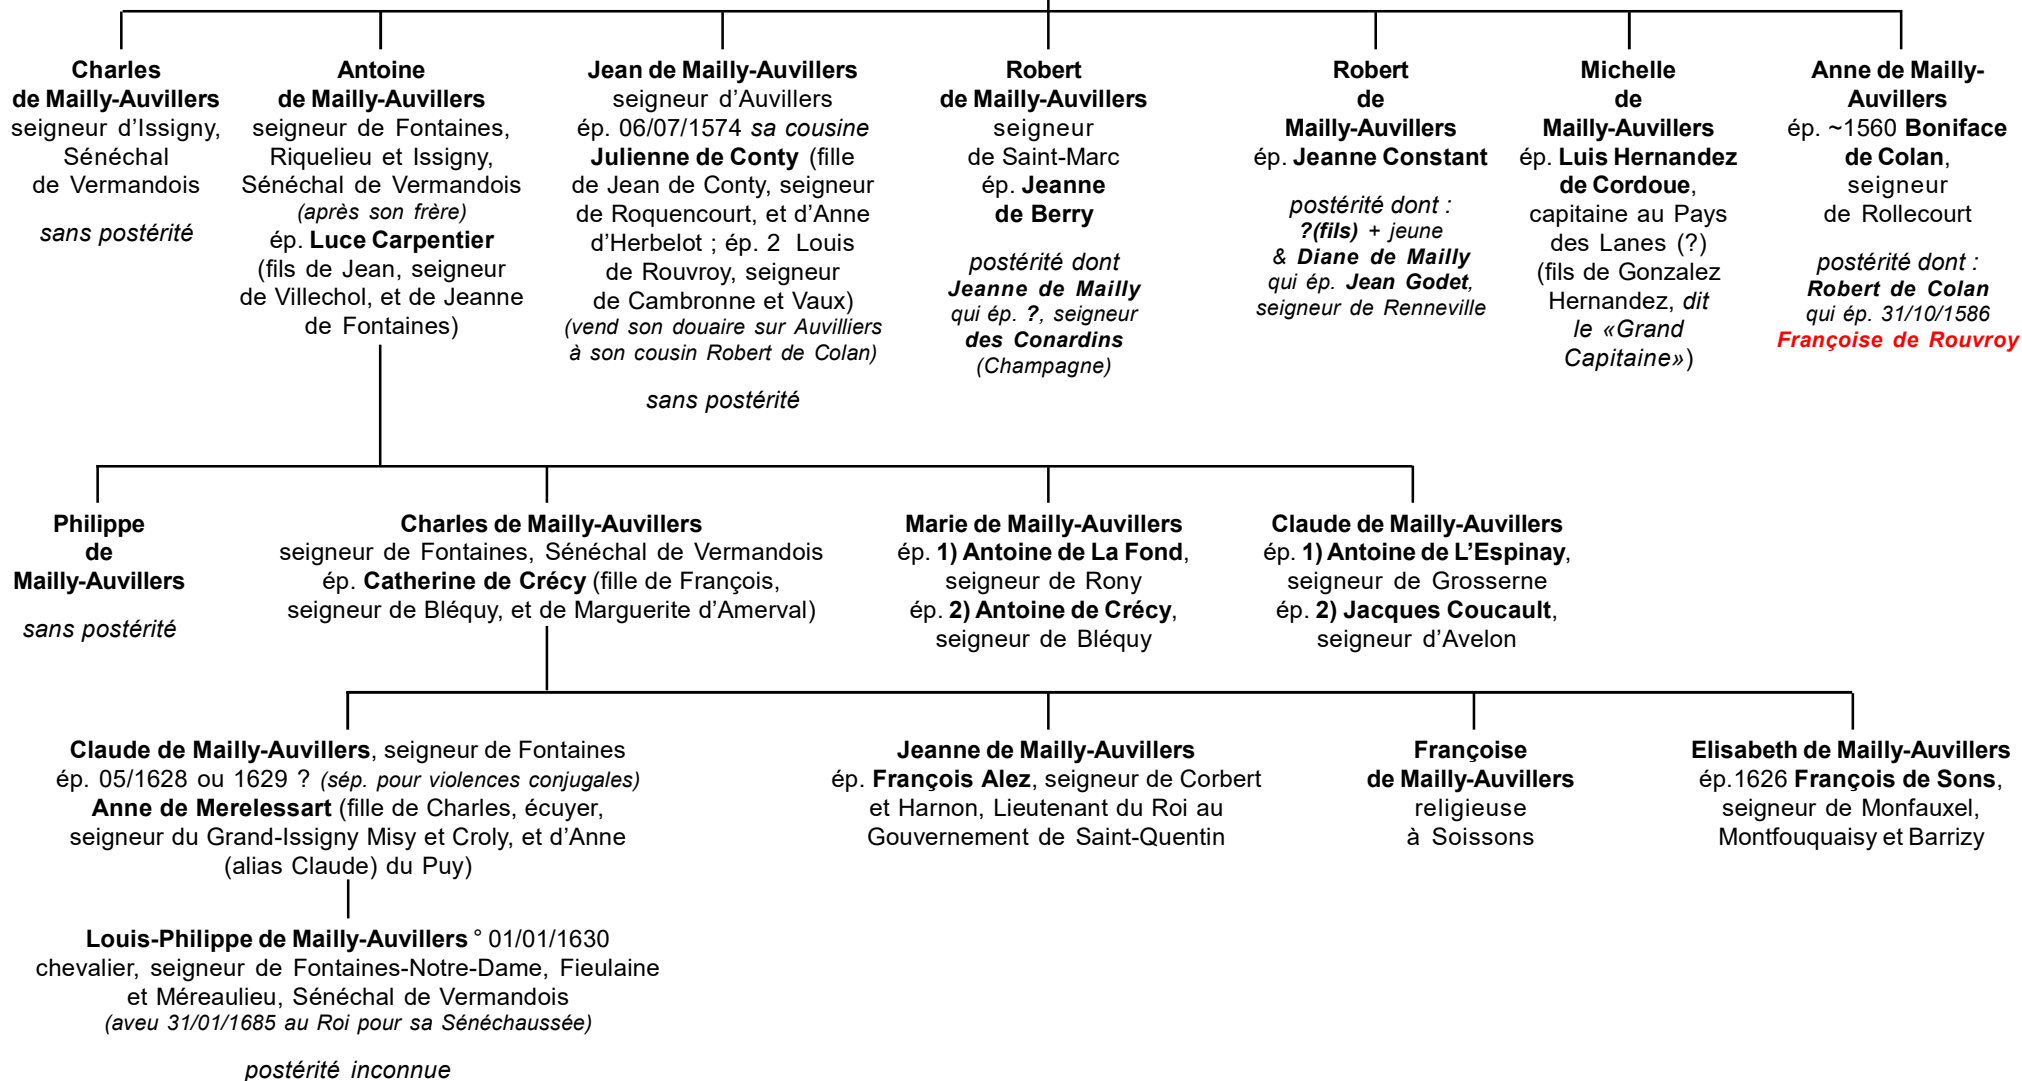 Charles
de Mailly-Auvillers
seigneur d'Issigny,
Sénéchal
de Vermandois
sans postérité
Antoine
de Mailly-Auvillers
seigneur de Fontaines,
Riquelieu et Issigny,
Sénéchal de Vermandois
(après son frère)
ép. Luce Carpentier
(fils de Jean, seigneur
de Villechol, et de Jeanne
de Fontaines)
Jean de Mailly-Auvillers
seigneur d'Auvillers
ép. 06/07/1574 sa cousine
Julienne de Conty (fille
de Jean de Conty, seigneur
de Roquencourt, et d'Anne
d'Herbelot ; ép. 2 Louis
de Rouvroy, seigneur
de Cambronne et Vaux)
(vend son douaire sur Auvilliers
à son cousin Robert de Colan)
sans postérité
Robert
de Mailly-Auvillers
seigneur
de Saint-Marc
ép. Jeanne
de Berry
postérité dont
Jeanne de Mailly
qui ép. ?, seigneur
des Conardins
(Champagne)
Robert
de
Mailly-Auvillers
ép. Jeanne Constant
postérité dont :
?(fils) + jeune
& Diane de Mailly
qui ép. Jean Godet,
seigneur de Renneville
Michelle
de
Mailly-Auvillers
ép. Luis Hernandez
de Cordoue,
capitaine au Pays
des Lanes (?)
(fils de Gonzalez
Hernandez, dit
le «Grand
Capitaine»)
Anne de Mailly-
Auvillers
ép. ~1560 Boniface
de Colan,
seigneur
de Rollecourt
postérité dont :
Robert de Colan
qui ép. 31/10/1586
Françoise de Rouvroy
Philippe
de
Mailly-Auvillers
sans postérité
Charles de Mailly-Auvillers
seigneur de Fontaines, Sénéchal de Vermandois
ép. Catherine de Crécy (fille de François,
seigneur de Bléquy, et de Marguerite d'Amerval)
Marie de Mailly-Auvillers
ép. 1) Antoine de La Fond,
seigneur de Rony
ép. 2) Antoine de Crécy,
seigneur de Bléquy
Claude de Mailly-Auvillers
ép. 1) Antoine de L'Espinay,
seigneur de Grosserne
ép. 2) Jacques Coucault,
seigneur d'Avelon
Claude de Mailly-Auvillers, seigneur de Fontaines
ép. 05/1628 ou 1629 ? (sép. pour violences conjugales)
Anne de Merelessart (fille de Charles, écuyer,
seigneur du Grand-Issigny Misy et Croly, et d'Anne
(alias Claude) du Puy)
Jeanne de Mailly-Auvillers
ép. François Alez, seigneur de Corbert
et Harnon, Lieutenant du Roi au
Gouvernement de Saint-Quentin
Françoise
de Mailly-Auvillers
religieuse
à Soissons
Elisabeth de Mailly-Auvillers
ép.1626 François de Sons,
seigneur de Monfauxel,
Montfouquaisy et Barrizy
Louis-Philippe de Mailly-Auvillers ° 01/01/1630
chevalier, seigneur de Fontaines-Notre-Dame, Fieulaine
et Méreaulieu, Sénéchal de Vermandois
(aveu 31/01/1685 au Roi pour sa Sénéchaussée)
postérité inconnue